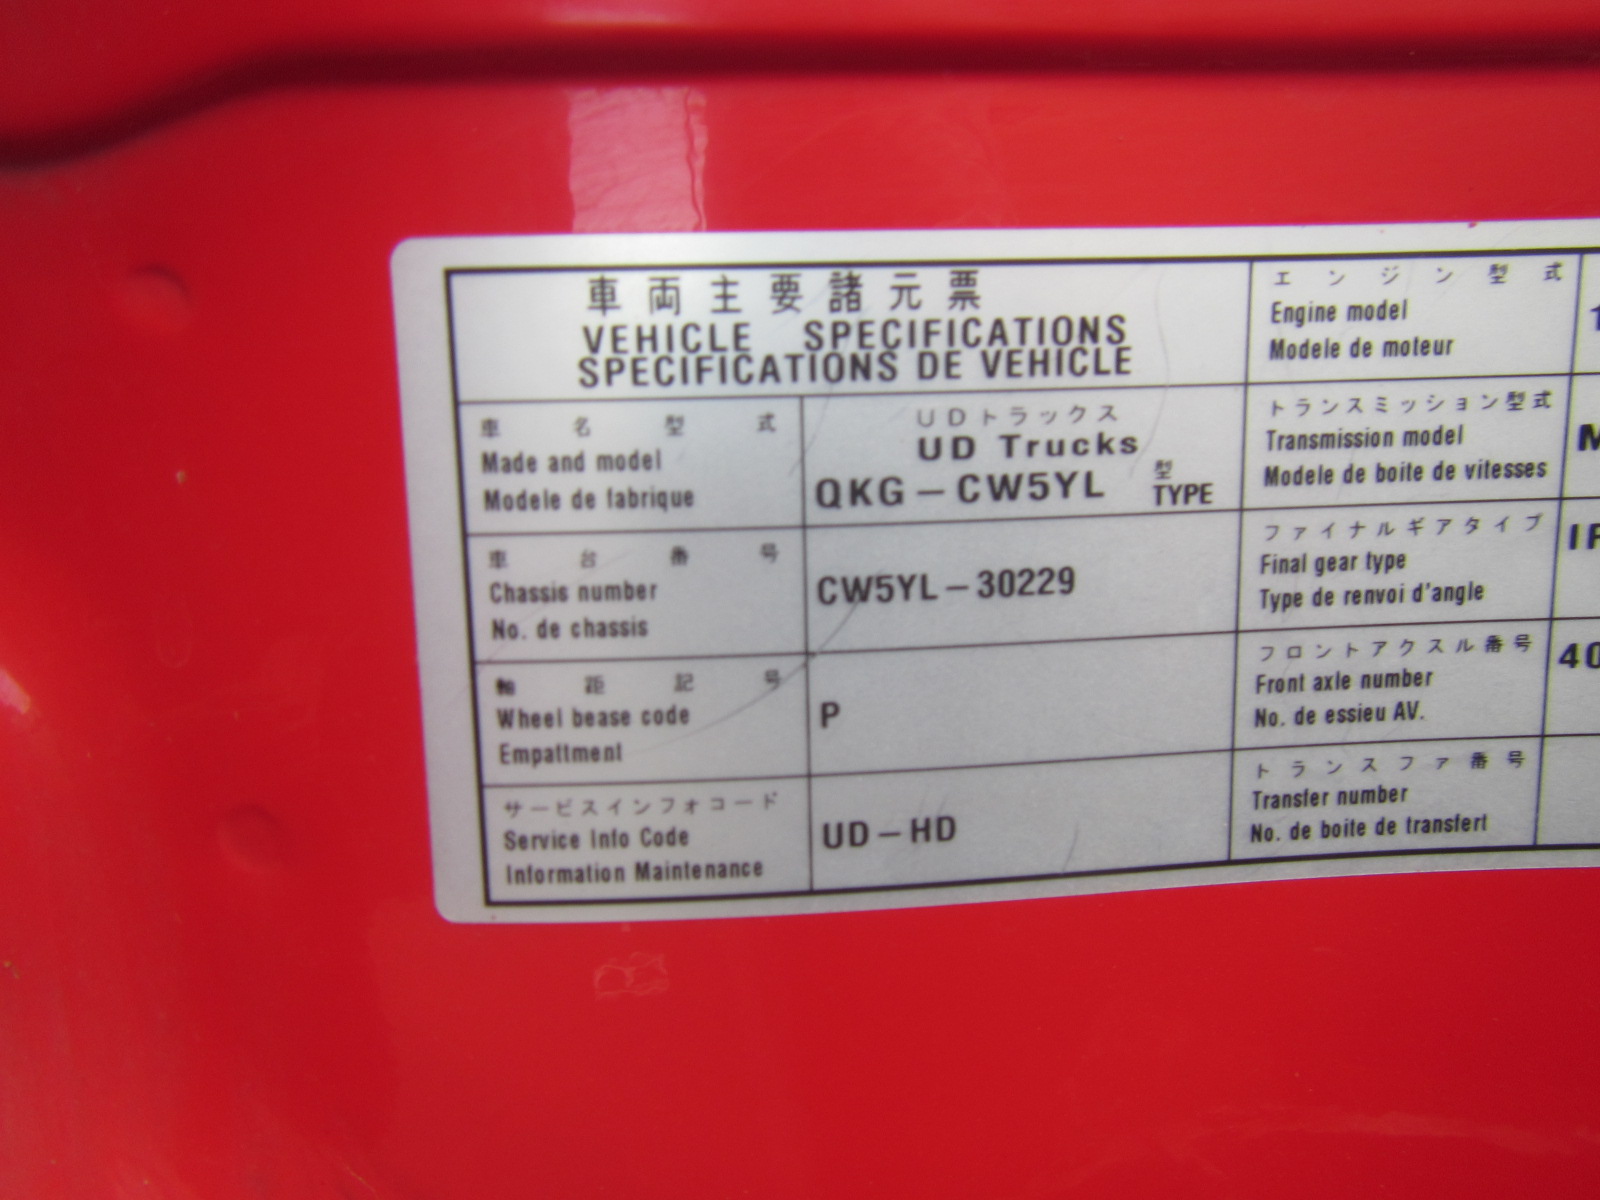 車両主要諸元票
VEHICLE SPECIFICATIONS
SPECIFICATIONS DE VEHICLE
車名型式
Made and model
Modele de fabrique
UDトラックス
UD Trucks
QKG-CW5YL 型 TYPE
車台番号
Chassis number
No. de chassis
CW5YL-30229
軸距記号
Wheel bease code
Empattment
P
サービスインフォコード
Service Info Code
Information Maintenance
UD-HD
エンジン型式
Engine model
Modele de moteur
1
トランスミッション型式
Transmission model
Modele de boite de vitesses
M
ファイナルギアタイプ
Final gear type
Type de renvoi d'angle
フロントアクスル番号
Front axle number
No. de essieu AV.
40
トランスファ番号
Transfer number
No. de boite de transfert